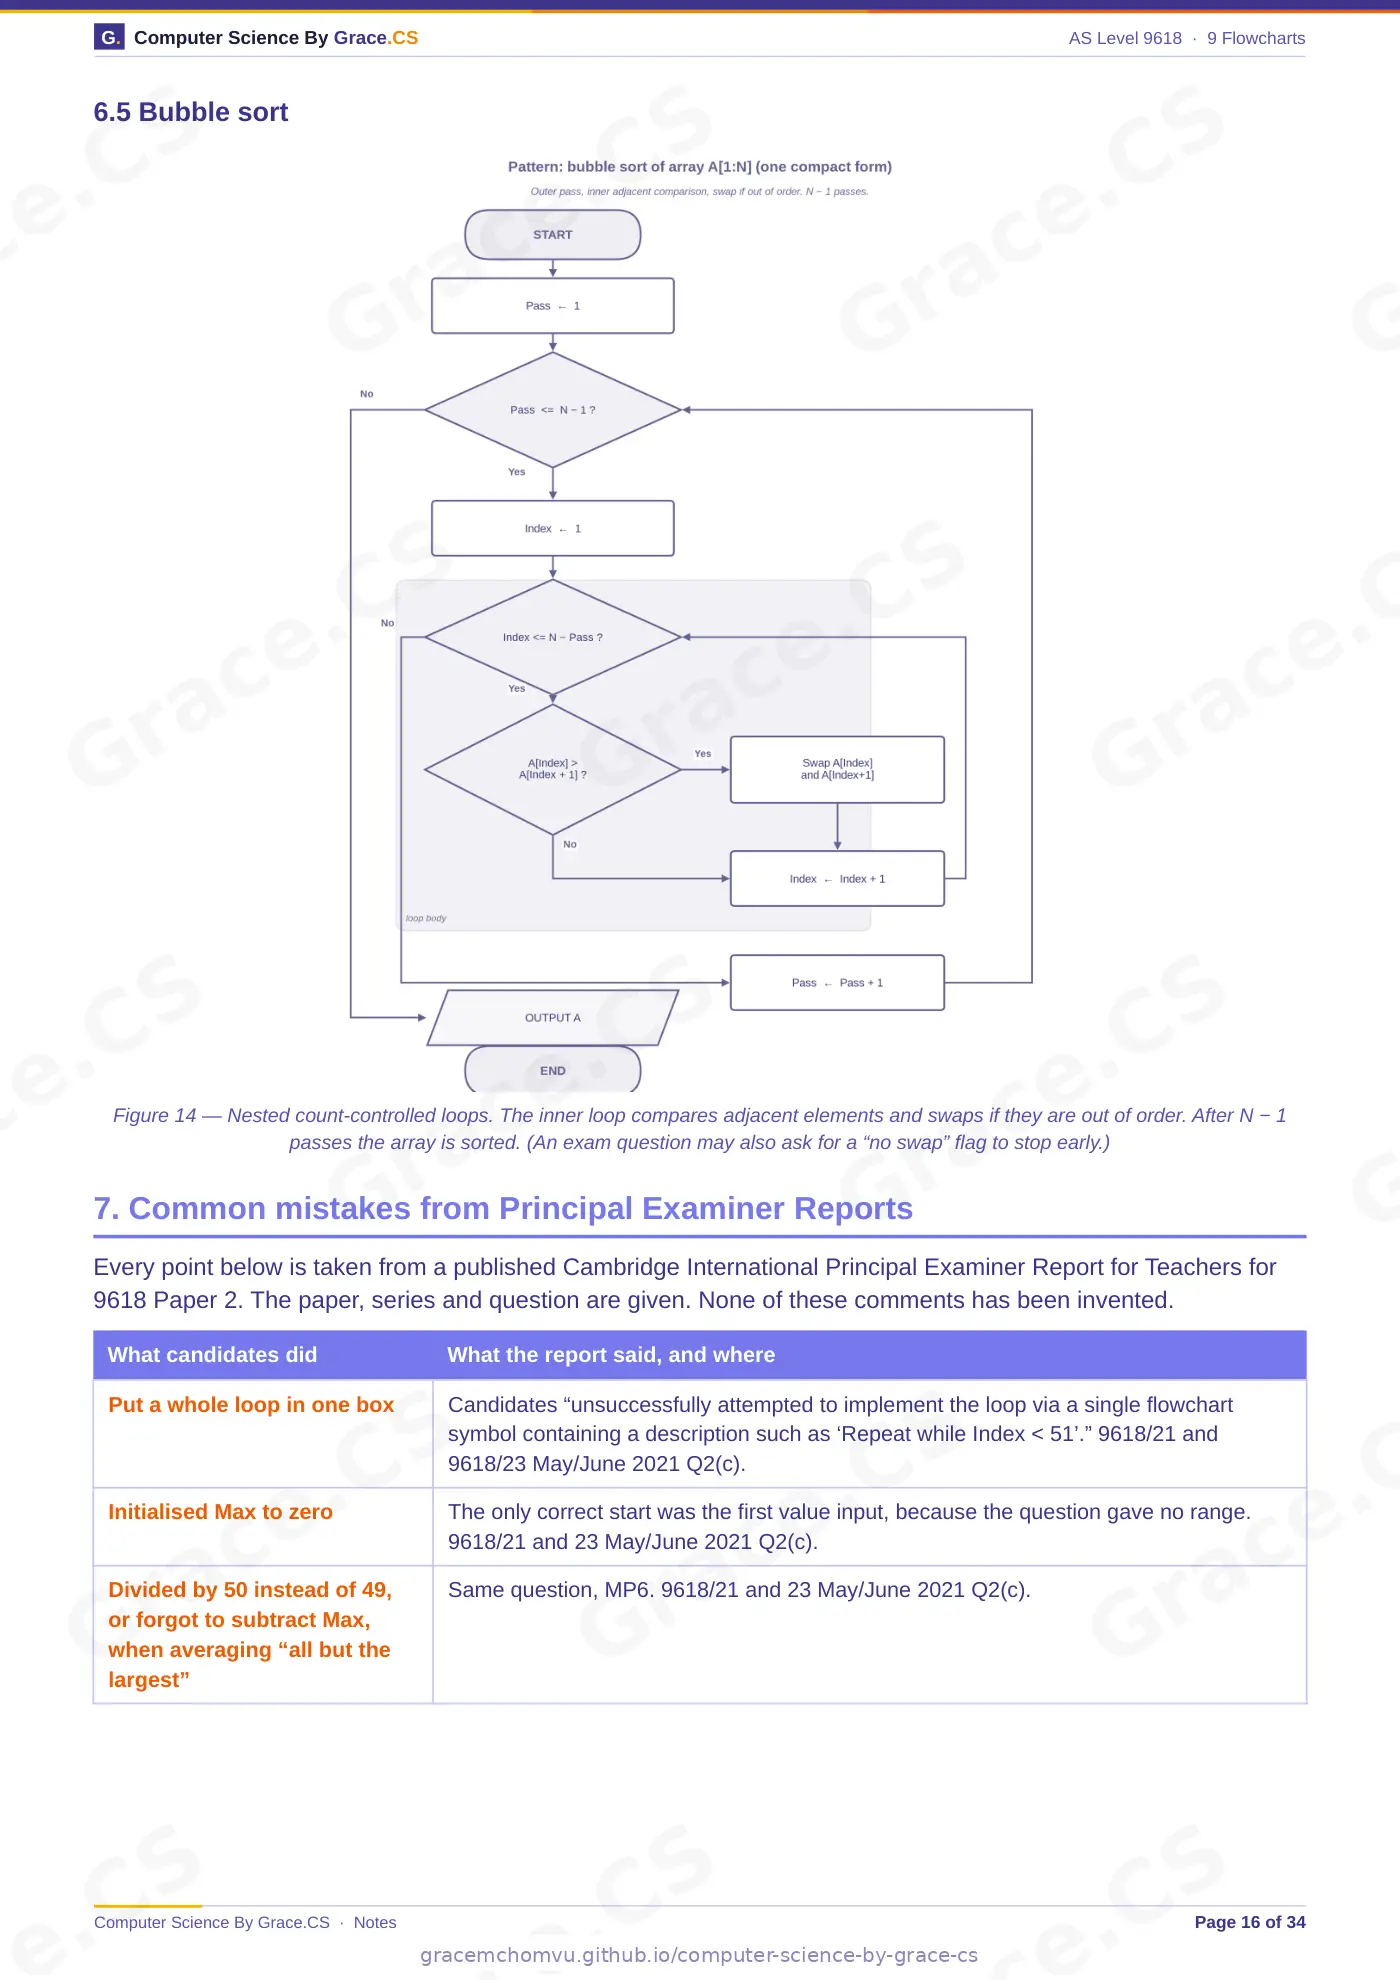 G. Computer Science By Grace.CS
AS Level 9618 · 9 Flowcharts
6.5 Bubble sort
Pattern: bubble sort of array A[1:N] (one compact form)
Outer pass, inner adjacent comparison, swap if out of order. N − 1 passes.
START
Pass ← 1
No
Pass <= N − 1 ?
Yes
Index ← 1
No
Index <= N − Pass ?
Yes
A[Index] >
A[Index + 1] ?
Yes
Swap A[Index]
and A[Index+1]
No
Index ← Index + 1
loop body
Pass ← Pass + 1
OUTPUT A
END
Figure 14 — Nested count-controlled loops. The inner loop compares adjacent elements and swaps if they are out of order. After N − 1
passes the array is sorted. (An exam question may also ask for a “no swap” flag to stop early.)
7. Common mistakes from Principal Examiner Reports
Every point below is taken from a published Cambridge International Principal Examiner Report for Teachers for
9618 Paper 2. The paper, series and question are given. None of these comments has been invented.
What candidates did
What the report said, and where
Put a whole loop in one box
Candidates “unsuccessfully attempted to implement the loop via a single flowchart
symbol containing a description such as ‘Repeat while Index < 51’.” 9618/21 and
9618/23 May/June 2021 Q2(c).
Initialised Max to zero
The only correct start was the first value input, because the question gave no range.
9618/21 and 23 May/June 2021 Q2(c).
Divided by 50 instead of 49,
or forgot to subtract Max,
when averaging “all but the
largest”
Same question, MP6. 9618/21 and 23 May/June 2021 Q2(c).
Computer Science By Grace.CS · Notes
Page 16 of 34
gracemchomvu.github.io/computer-science-by-grace-cs